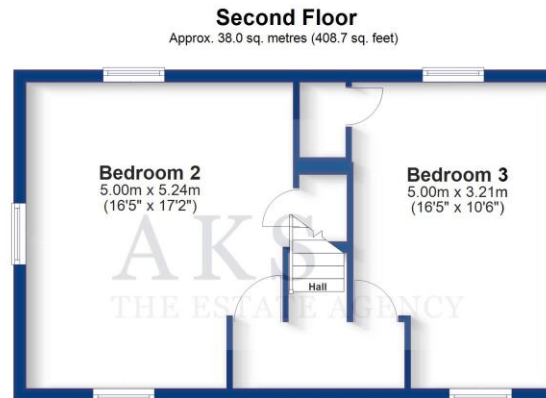 Second Floor
Approx. 38.0 sq. metres (408.7 sq. feet)
Bedroom 2
5.00m x 5.24m
(16'5" x 17'2")
Bedroom 3
5.00m x 3.21m
(16'5" x 10'6")
AKS
Hall
THE ESTATE AGENCY